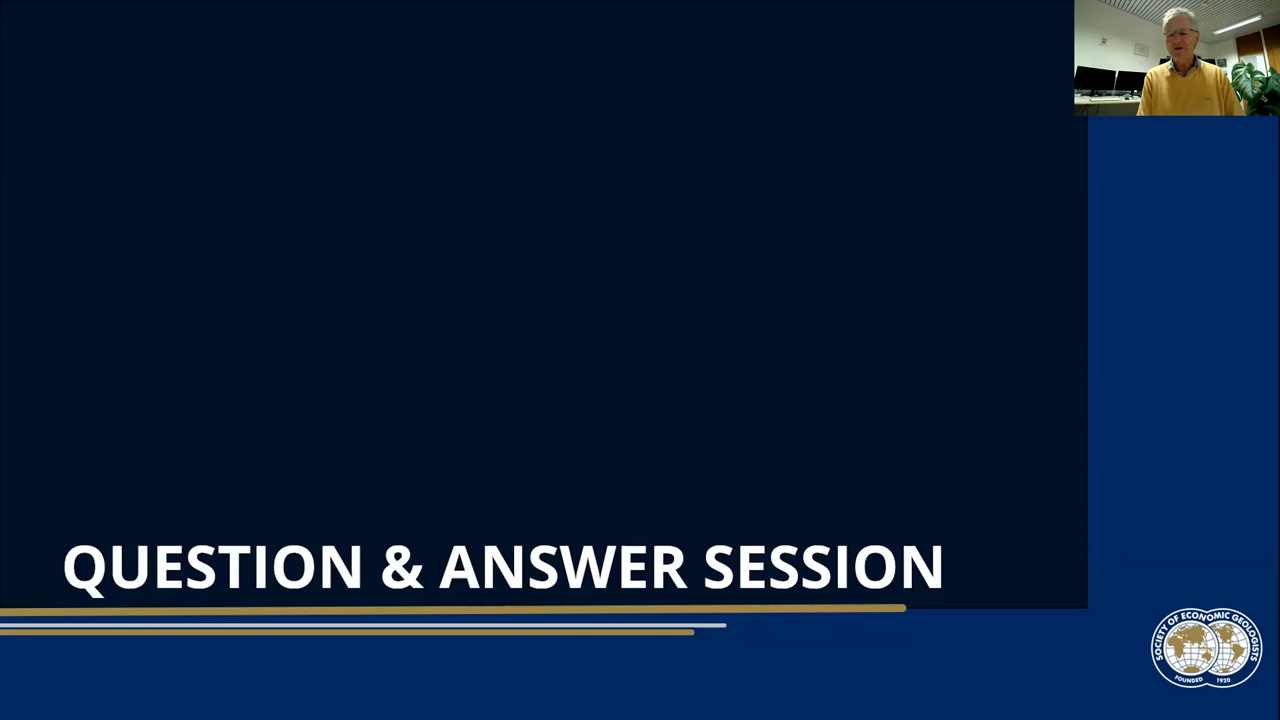 QUESTION & ANSWER SESSION
SOCIETY OF ECONOMIC GEOLOGISTS
FOUNDED 1920